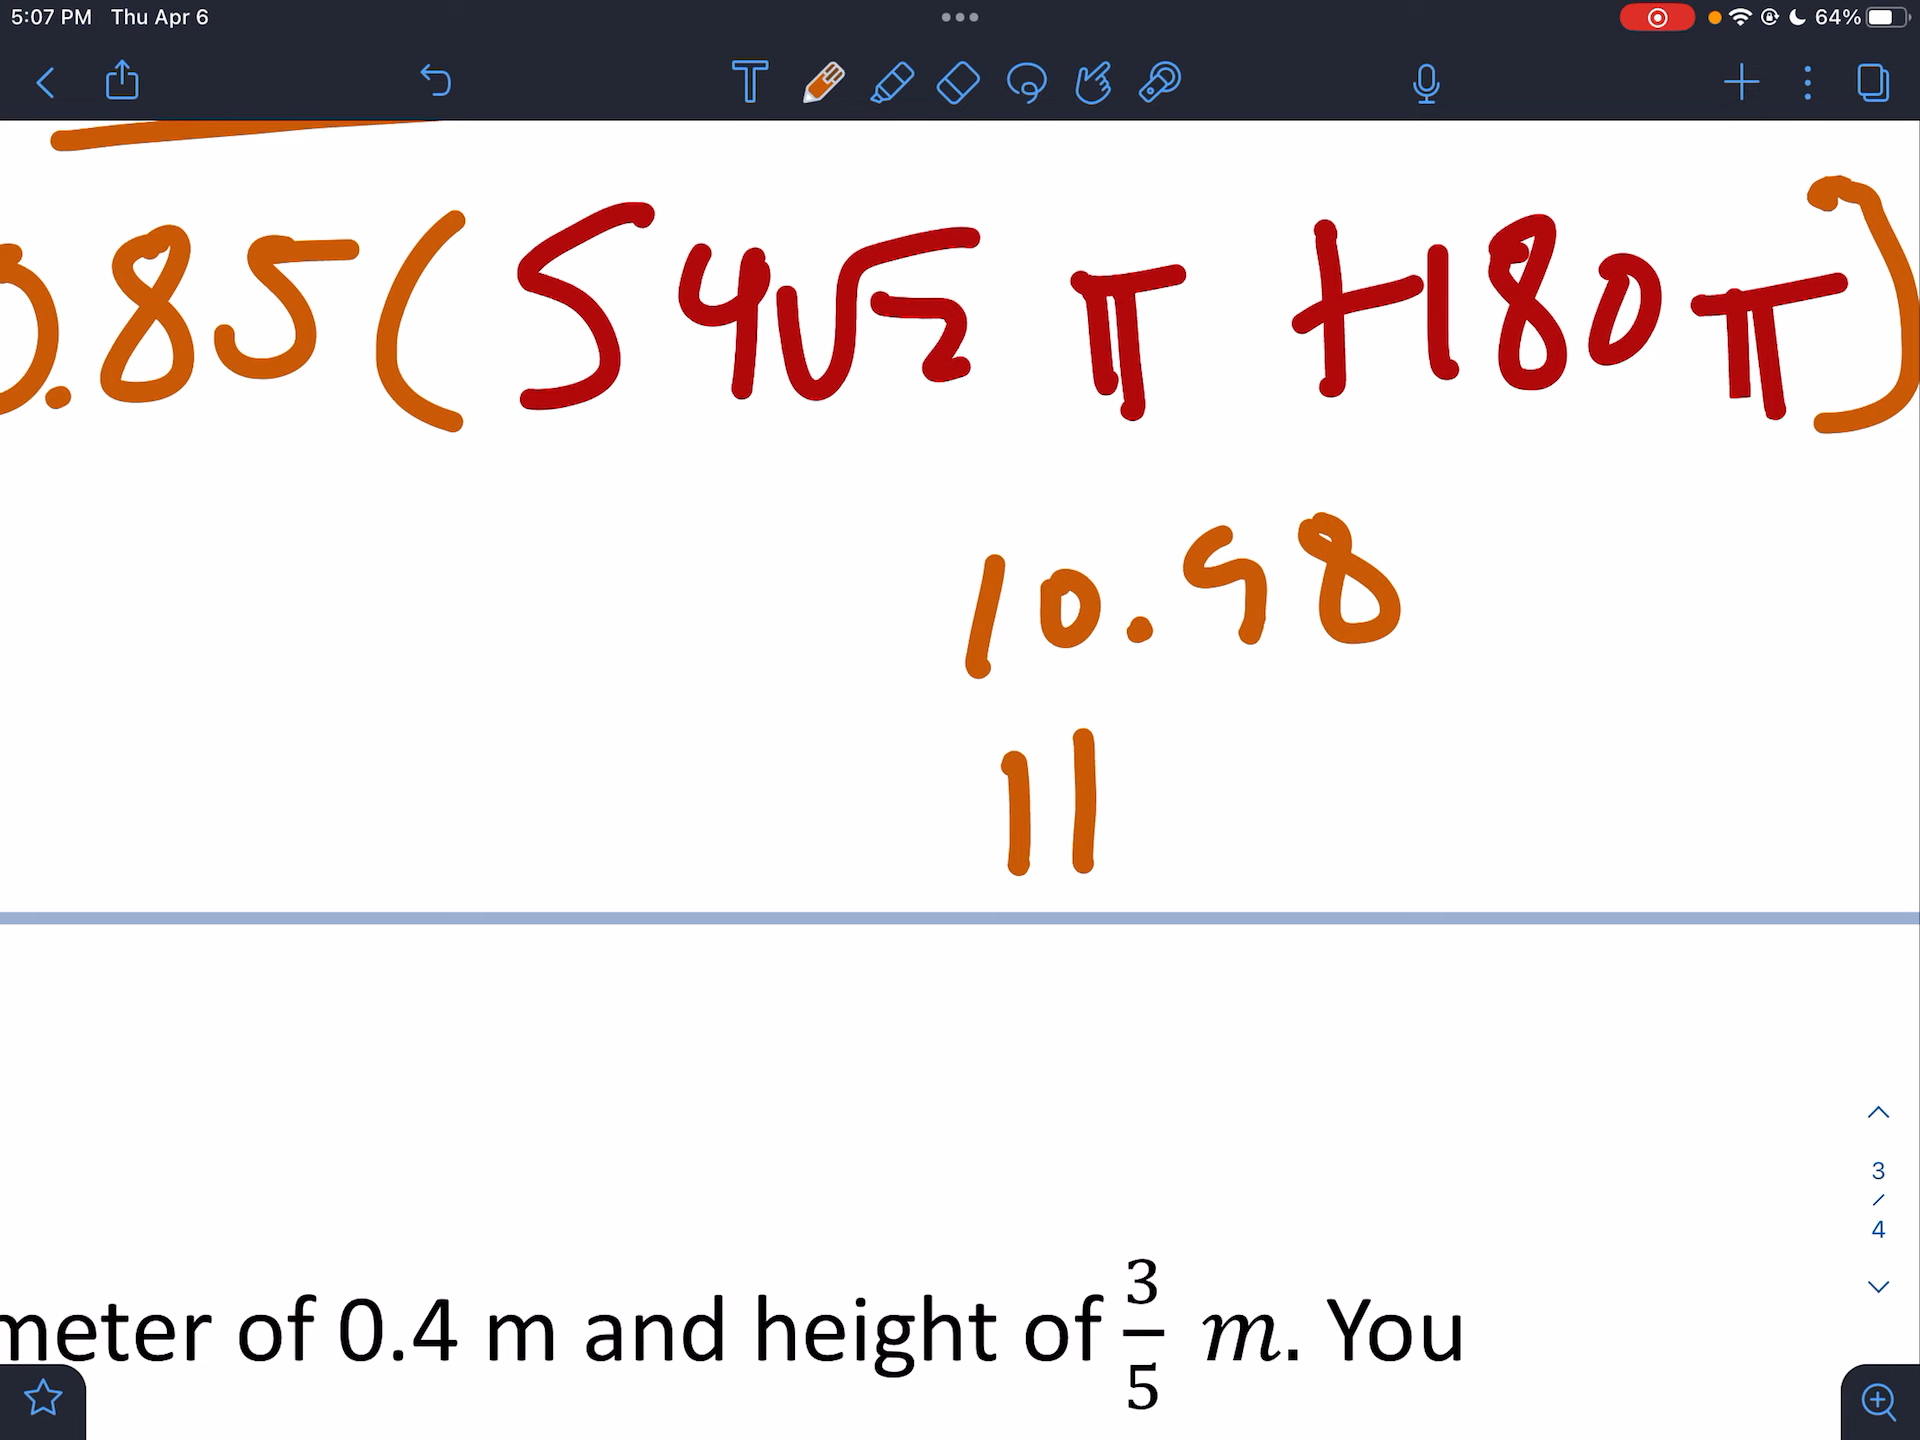 5:07 PM Thu Apr 6
64%
0.85(54√2 π +180π)
10.98
11
3
/
4
meter of 0.4 m and height of 3/5 m. You